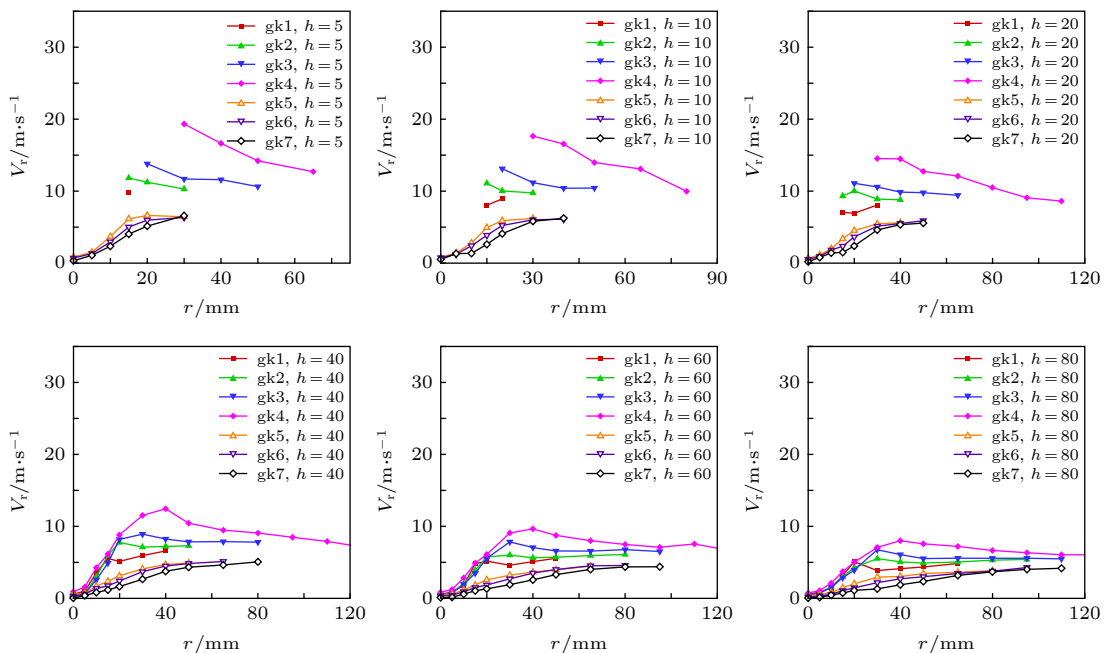 V_r/m·s⁻¹
35
30
20
10
0
gk1, h = 5
gk2, h = 5
gk3, h = 5
gk4, h = 5
gk5, h = 5
gk6, h = 5
gk7, h = 5
0 20 40 60
r/mm
V_r/m·s⁻¹
30
20
10
0
gk1, h = 10
gk2, h = 10
gk3, h = 10
gk4, h = 10
gk5, h = 10
gk6, h = 10
gk7, h = 10
0 30 60 90
r/mm
V_r/m·s⁻¹
30
20
10
0
gk1, h = 20
gk2, h = 20
gk3, h = 20
gk4, h = 20
gk5, h = 20
gk6, h = 20
gk7, h = 20
0 40 80 120
r/mm
V_r/m·s⁻¹
30
20
10
0
gk1, h = 40
gk2, h = 40
gk3, h = 40
gk4, h = 40
gk5, h = 40
gk6, h = 40
gk7, h = 40
0 20 40 60 80 100 120
r/mm
V_r/m·s⁻¹
30
20
10
0
gk1, h = 60
gk2, h = 60
gk3, h = 60
gk4, h = 60
gk5, h = 60
gk6, h = 60
gk7, h = 60
0 40 80 120
r/mm
V_r/m·s⁻¹
30
20
10
0
gk1, h = 80
gk2, h = 80
gk3, h = 80
gk4, h = 80
gk5, h = 80
gk6, h = 80
gk7, h = 80
0 40 80 120
r/mm